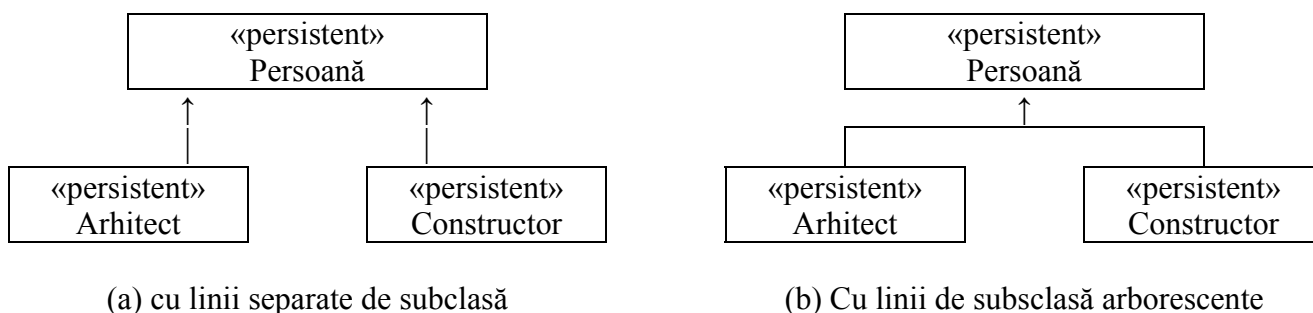 «persistent»
Persoană
«persistent»
Arhitect
«persistent»
Constructor
(a) cu linii separate de subclasă
«persistent»
Persoană
«persistent»
Arhitect
«persistent»
Constructor
(b) Cu linii de subsclasă arborescente